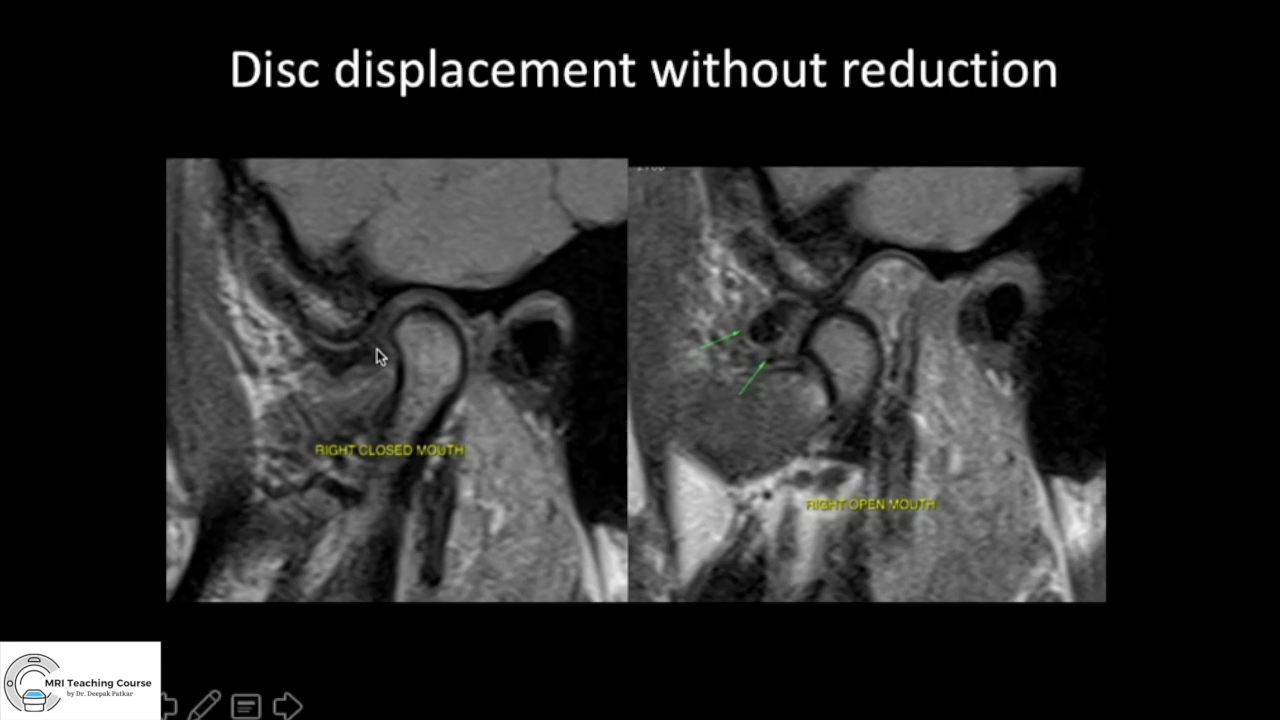 Disc displacement without reduction
RIGHT CLOSED MOUTH
RIGHT OPEN MOUTH
MRI Teaching Course
by Dr. Deepak Patkar